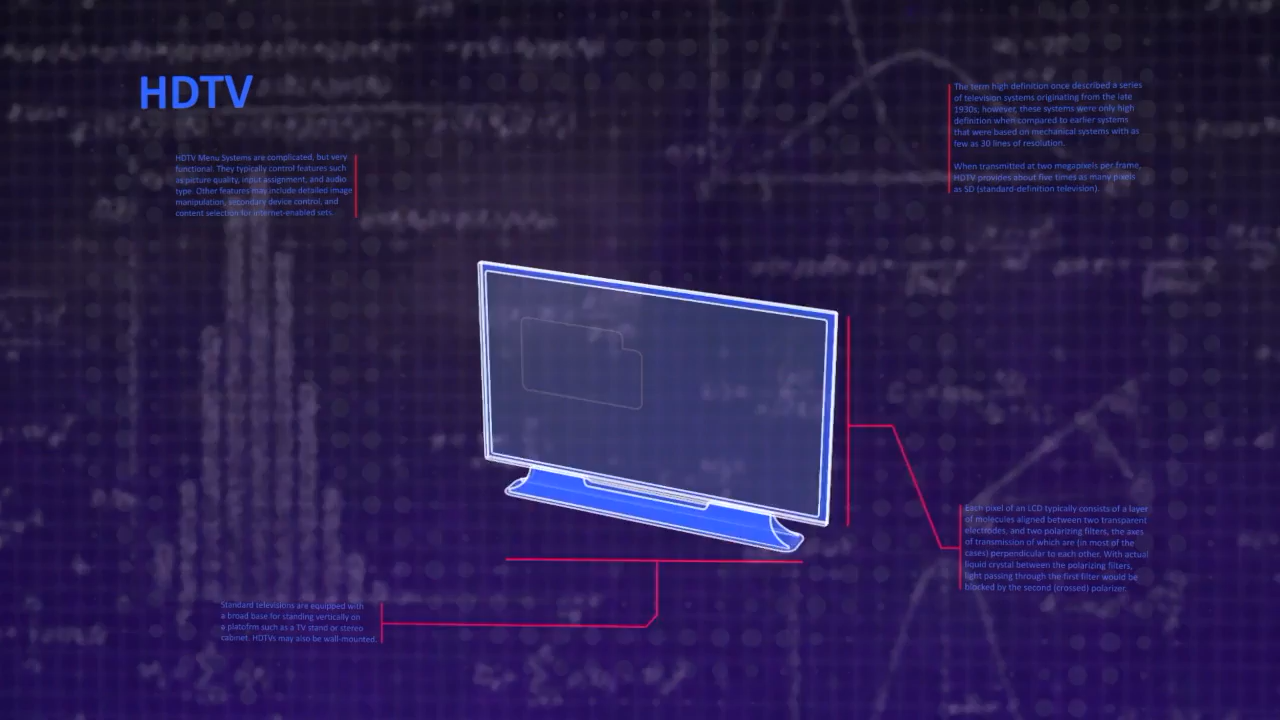 HDTV
HDTV Menu Systems are complicated, but very
functional. They typically control features such
as picture quality, input assignment, and audio
type. Other features may include detailed image
manipulation, secondary device control, and
content selection for internet-enabled sets.
The term high definition once described a series
of television systems originating from the late
1930s; however, these systems were only high
definition when compared to earlier systems
that were based on mechanical systems with as
few as 30 lines of resolution.
When transmitted at two megapixels per frame,
HDTV provides about five times as many pixels
as SD (standard-definition television).
Each pixel of an LCD typically consists of a layer
of molecules aligned between two transparent
electrodes, and two polarizing filters, the axes
of transmission of which are (in most of the
cases) perpendicular to each other. With actual
liquid crystal between the polarizing filters,
light passing through the first filter would be
blocked by the second (crossed) polarizer.
Standard televisions are equipped with
a broad base for standing vertically on
a platofrm such as a TV stand or stereo
cabinet. HDTVs may also be wall-mounted.